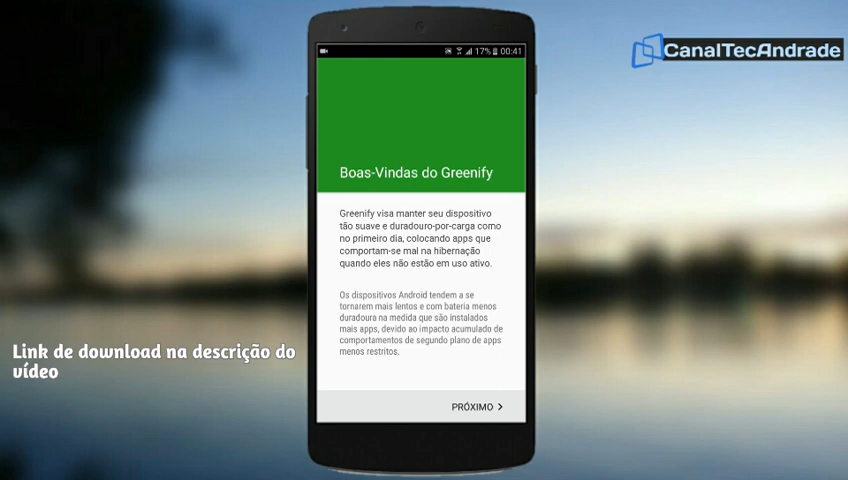 CanalTecAndrade
17% 00:41
Boas-Vindas do Greenify
Greenify visa manter seu dispositivo
tão suave e duradouro-por-carga como
no primeiro dia, colocando apps que
comportam-se mal na hibernação
quando eles não estão em uso ativo.
Os dispositivos Android tendem a se
tornarem mais lentos e com bateria menos
duradoura na medida que são instalados
mais apps, devido ao impacto acumulado de
comportamentos de segundo plano de apps
menos restritos.
Link de download na descrição do
vídeo
PRÓXIMO